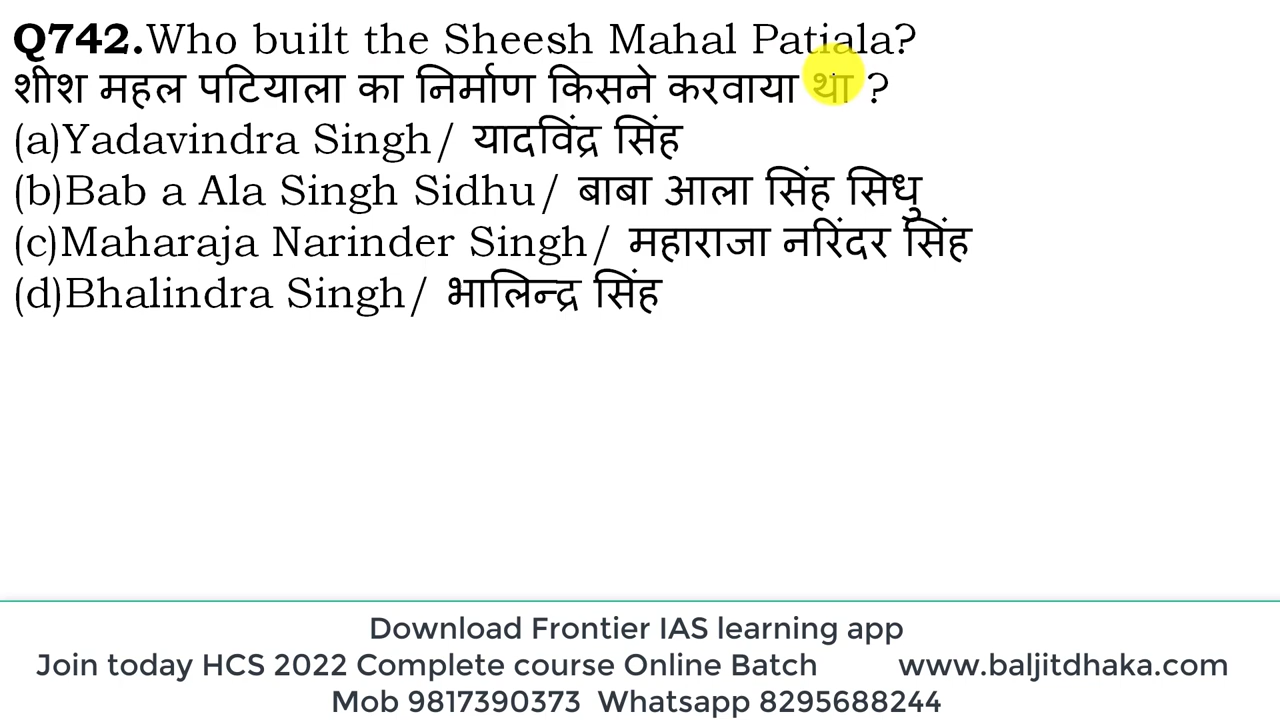 Q742.Who built the Sheesh Mahal Patiala?
शीश महल पटियाला का निर्माण किसने करवाया था ?
(a)Yadavindra Singh/ यादविंद्र सिंह
(b)Bab a Ala Singh Sidhu/ बाबा आला सिंह सिधु
(c)Maharaja Narinder Singh/ महाराजा नरिंदर सिंह
(d)Bhalindra Singh/ भालिन्द्र सिंह
Download Frontier IAS learning app
Join today HCS 2022 Complete course Online Batch www.baljitdhaka.com
Mob 9817390373 Whatsapp 8295688244